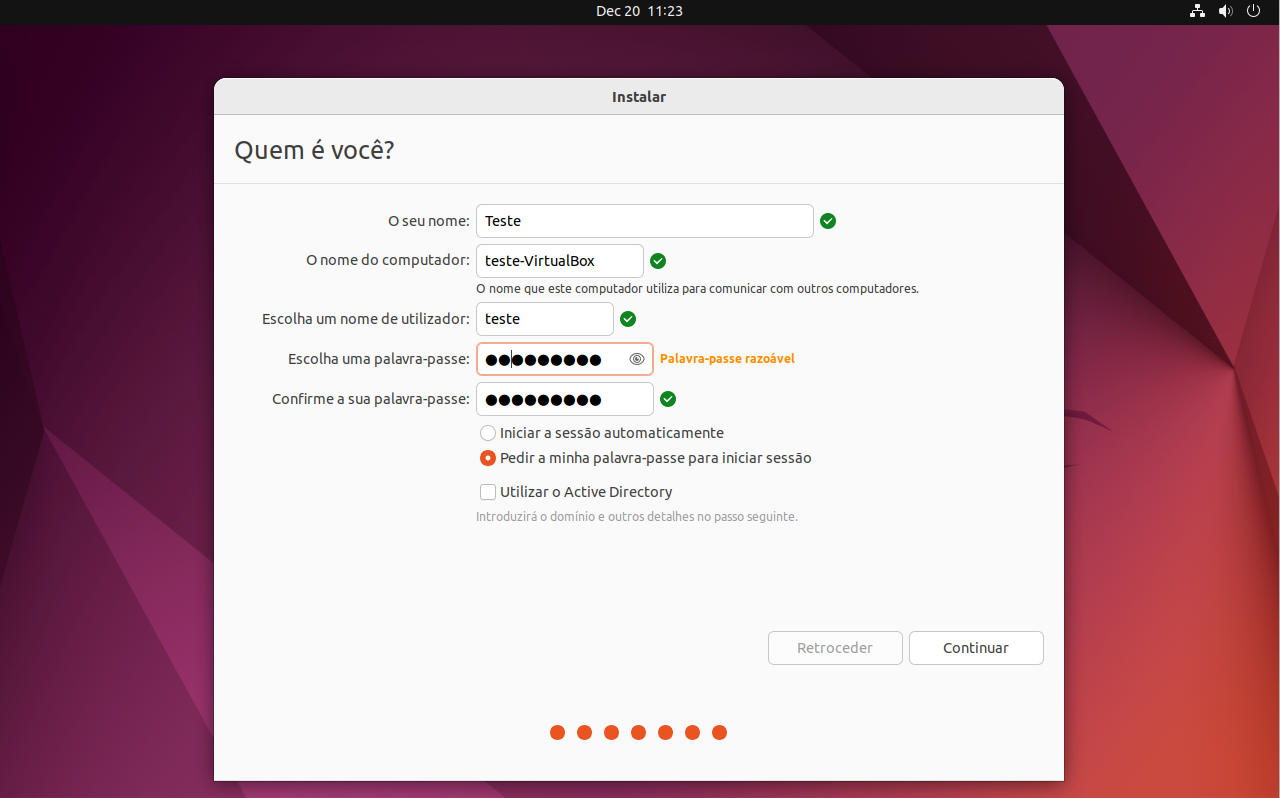 Dec 20 11:23
Instalar
Quem é você?
O seu nome: Teste
O nome do computador: teste-VirtualBox
O nome que este computador utiliza para comunicar com outros computadores.
Escolha um nome de utilizador: teste
Escolha uma palavra-passe: ●●●●●●●●● Palavra-passe razoável
Confirme a sua palavra-passe: ●●●●●●●●●
Iniciar a sessão automaticamente
Pedir a minha palavra-passe para iniciar sessão
Utilizar o Active Directory
Introduzirá o domínio e outros detalhes no passo seguinte.
Retroceder Continuar